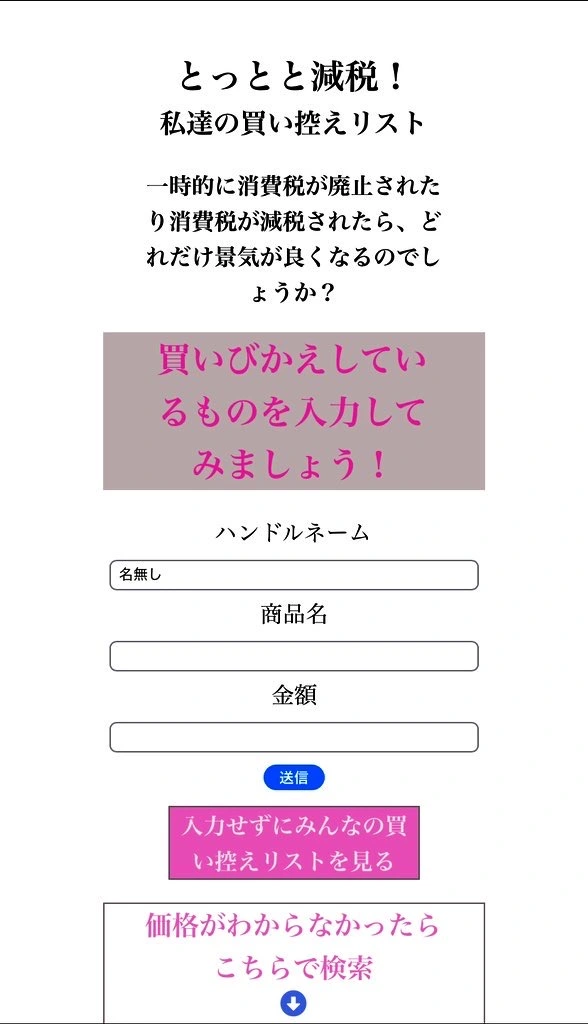 とっとと減税！
私達の買い控えリスト
一時的に消費税が廃止された
り消費税が減税されたら、ど
れだけ景気が良くなるのでし
ょうか？
買いびかえしてい
るものを入力して
みましょう！
ハンドルネーム
名無し
商品名
金額
送信
入力せずにみんなの買
い控えリストを見る
価格がわからなかったら
こちらで検索